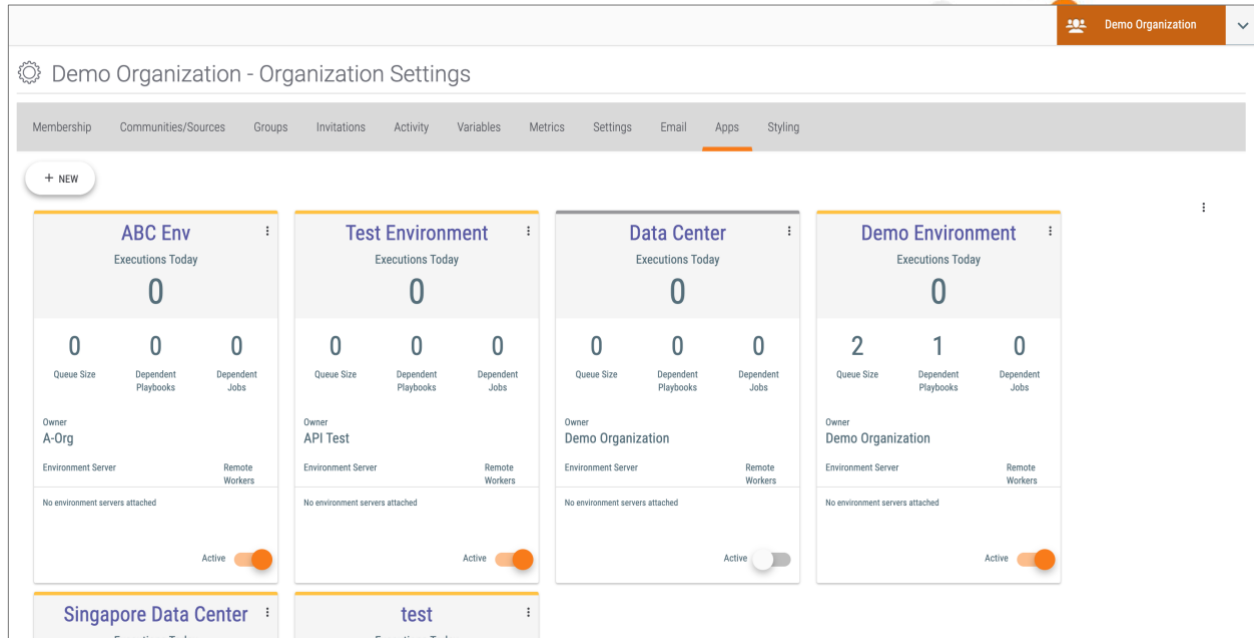 Demo Organization
Demo Organization - Organization Settings
Membership Communities/Sources Groups Invitations Activity Variables Metrics Settings Email Apps Styling
+ NEW
ABC Env
Executions Today
0
0 0 0
Queue Size Dependent Playbooks Dependent Jobs
Owner
A-Org
Environment Server Remote Workers
No environment servers attached
Active
Test Environment
Executions Today
0
0 0 0
Queue Size Dependent Playbooks Dependent Jobs
Owner
API Test
Environment Server Remote Workers
No environment servers attached
Active
Data Center
Executions Today
0
0 0 0
Queue Size Dependent Playbooks Dependent Jobs
Owner
Demo Organization
Environment Server Remote Workers
No environment servers attached
Active
Demo Environment
Executions Today
0
2 1 0
Queue Size Dependent Playbooks Dependent Jobs
Owner
Demo Organization
Environment Server Remote Workers
No environment servers attached
Active
Singapore Data Center
test